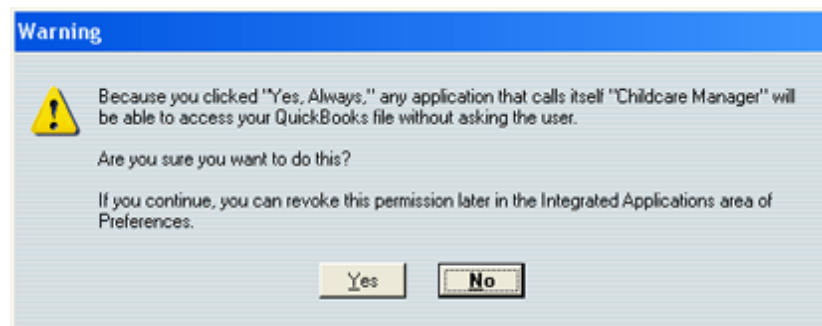 Warning
Because you clicked "Yes, Always," any application that calls itself "Childcare Manager" will
be able to access your QuickBooks file without asking the user.
Are you sure you want to do this?
If you continue, you can revoke this permission later in the Integrated Applications area of
Preferences.
Yes No